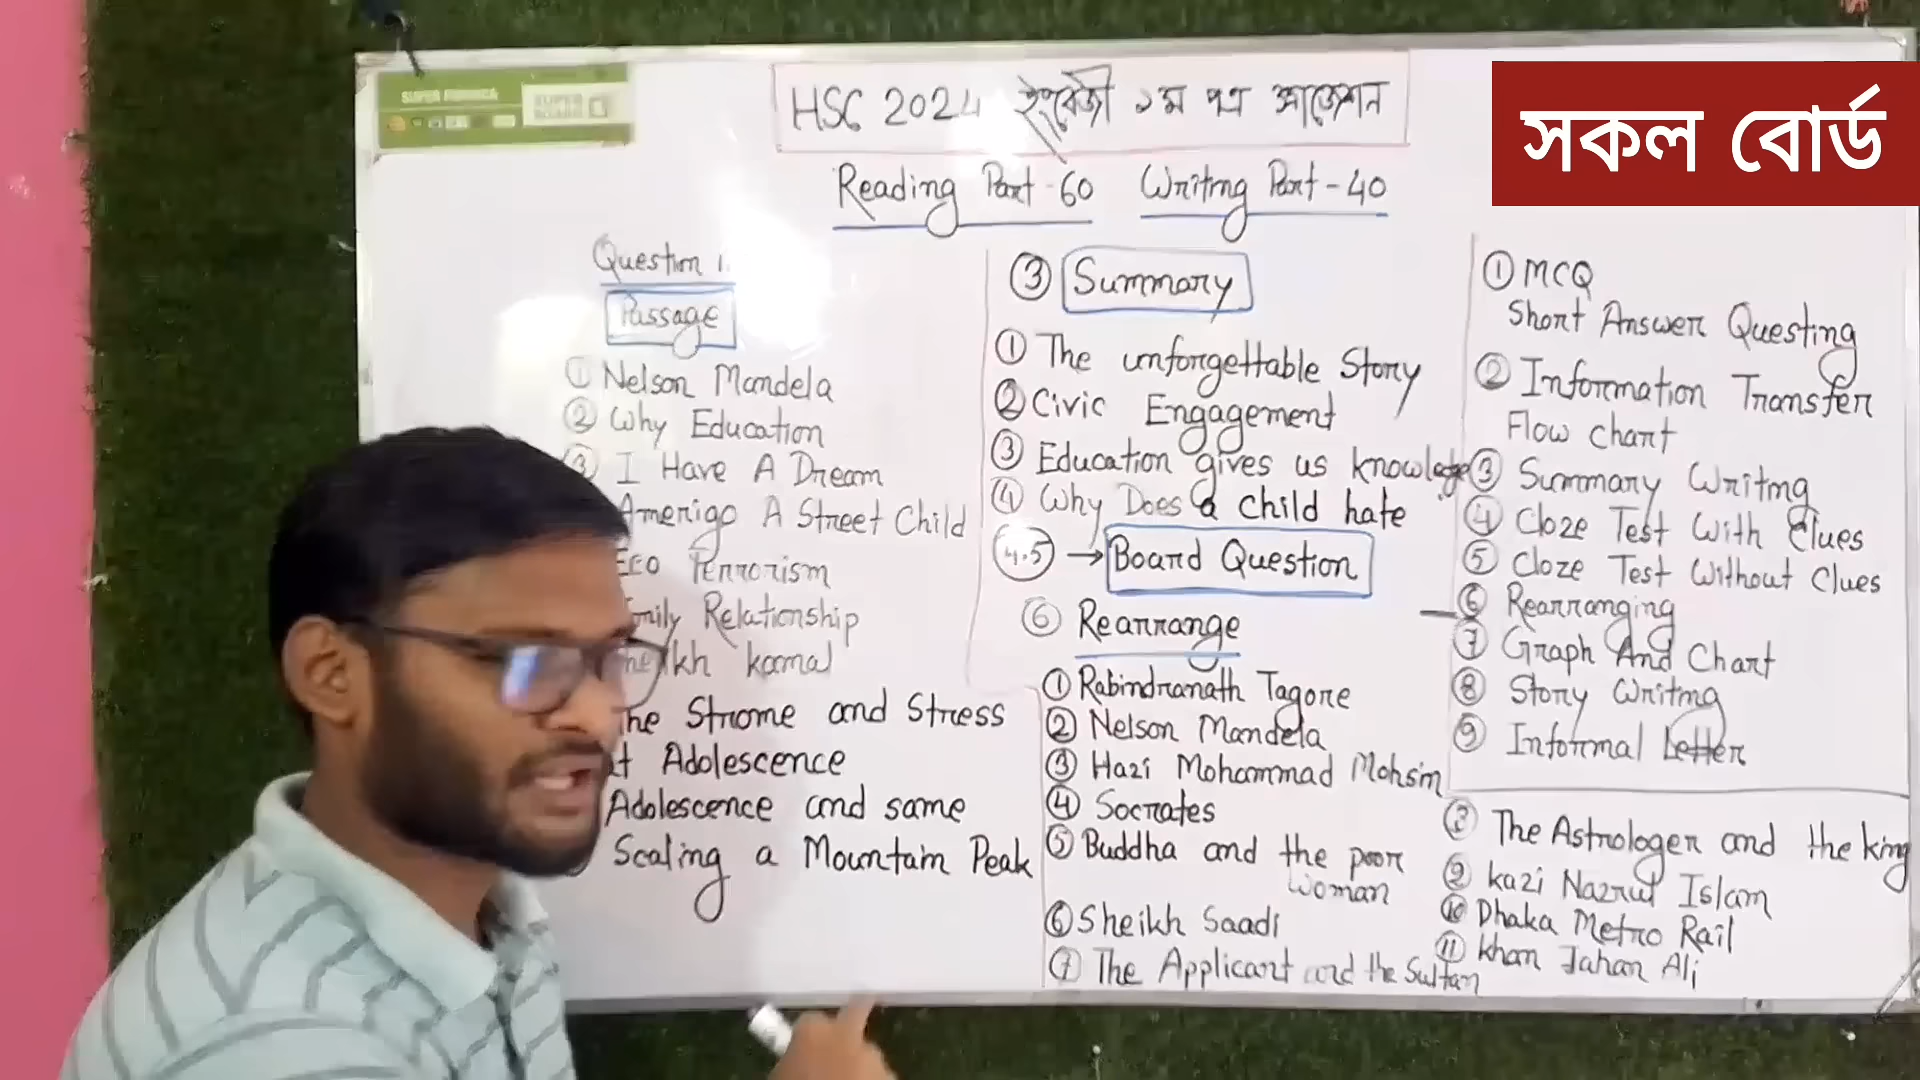 সকল বোর্ড
HSC 2024 ইংরেজী ১ম পত্র সাজেশন
Reading Part -60 Writing Part - 40
Question 1.
Passage
① Nelson Mandela
② Why Education
③ I Have A Dream
Amerigo A Street Child
Eco Terrorism
mily Relationship
heikh kamal
he Strome and Stress
At Adolescence
Adolescence and same
Scaling a Mountain Peak
③ Summary
① The unforgettable Story
② Civic Engagement
③ Education gives us knowledge
④ Why Does a child hate
4.5 → Board Question
⑥ Rearrange
① Rabindranath Tagore
② Nelson Mandela
③ Hazi Mohammad Mohsin
④ Socrates
⑤ Buddha and the poor
woman
⑥ Sheikh Saadi
⑦ The Applicant and the Sultan
① MCQ
Short Answer Questing
② Information Transfer
Flow chart
③ Summary Writing
④ Cloze Test With Clues
⑤ Cloze Test Without Clues
⑥ Rearranging
⑦ Graph And Chart
⑧ Story Writing
⑨ Informal Letter
⑧ The Astrologer and the king
⑨ Kazi Nazrul Islam
⑩ Dhaka Metro Rail
⑪ Khan Jahan Ali